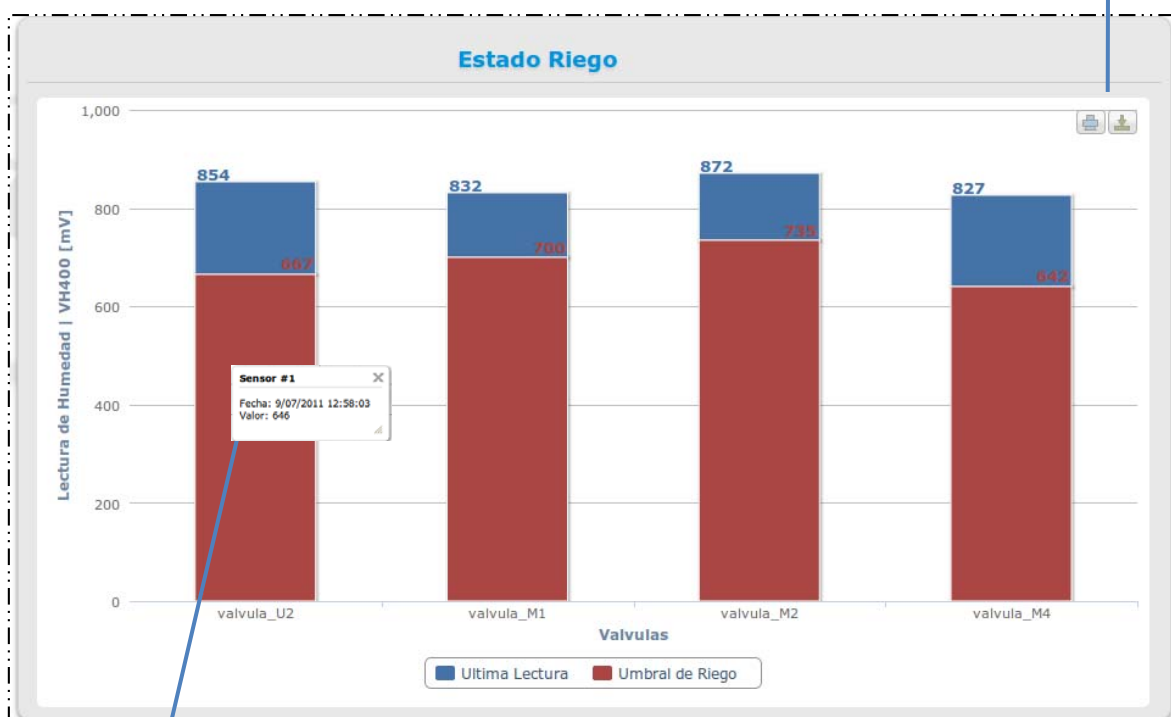 Estado Riego
1,000
800
600
400
200
0
Lectura de Humedad | VH400 [mV]
854
832
872
827
667
700
735
642
Sensor #1
Fecha: 9/07/2011 12:58:03
Valor: 646
valvula_U2
valvula_M1
valvula_M2
valvula_M4
Valvulas
Ultima Lectura
Umbral de Riego